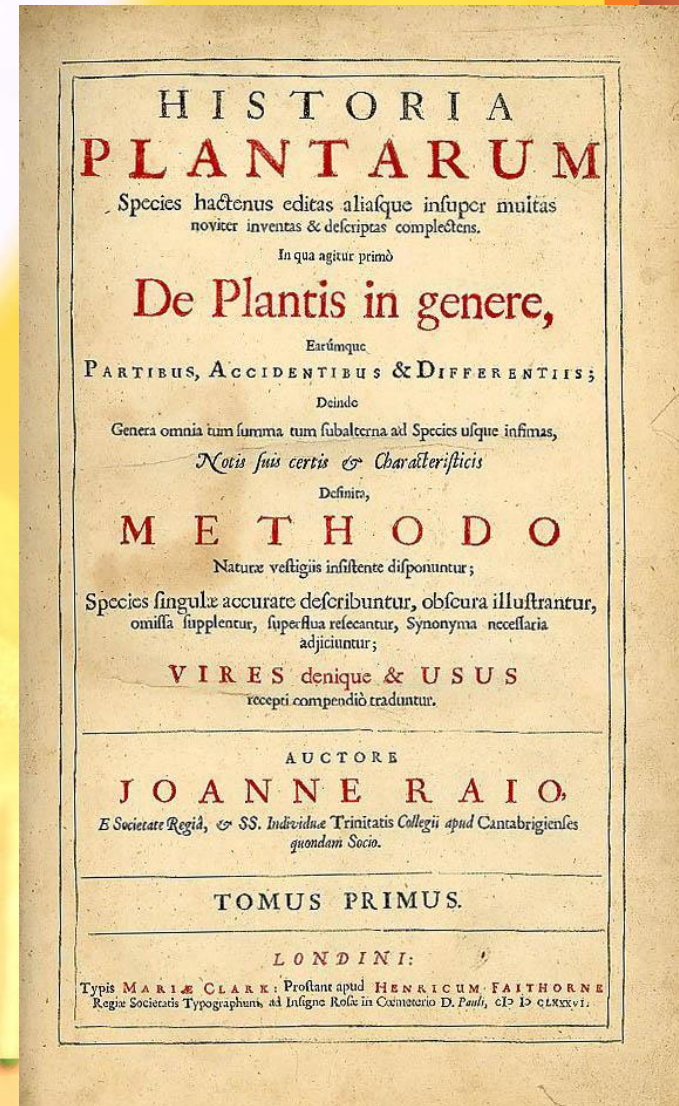 HISTORIA
PLANTARUM
Species hactenus editas aliaſque inſuper multas
noviter inventas & deſcriptas complectens.
In qua agitur primò
De Plantis in genere,
Earúmque
PARTIBUS, ACCIDENTIBUS & DIFFERENTIIS;
Deinde
Genera omnia tum ſumma tum ſubalterna ad Species uſque infimas,
Notis ſuis certis & Characteriſticis
Definita,
METHODO
Naturæ veſtigiis inſiſtente diſponuntur;
Species ſingulæ accurate deſcribuntur, obſcura illuſtrantur,
omiſſa ſupplentur, ſuperflua reſecantur, Synonyma neceſſaria
adjiciuntur;
VIRES denique & USUS
recepti compendiò traduntur.
AUCTORE
JOANNE RAIO,
E Societate Regiâ, & SS. Individuæ Trinitatis Collegii apud Cantabrigienſes
quondam Socio.
TOMUS PRIMUS.
LONDINI:
Typis MARIÆ CLARK: Proſtant apud HENRICUM FAITHORNE
Regiæ Societatis Typographum, ad Inſigne Roſæ in Cœmeterio D. Pauli, CIↃ IↃ CLXXXVI.